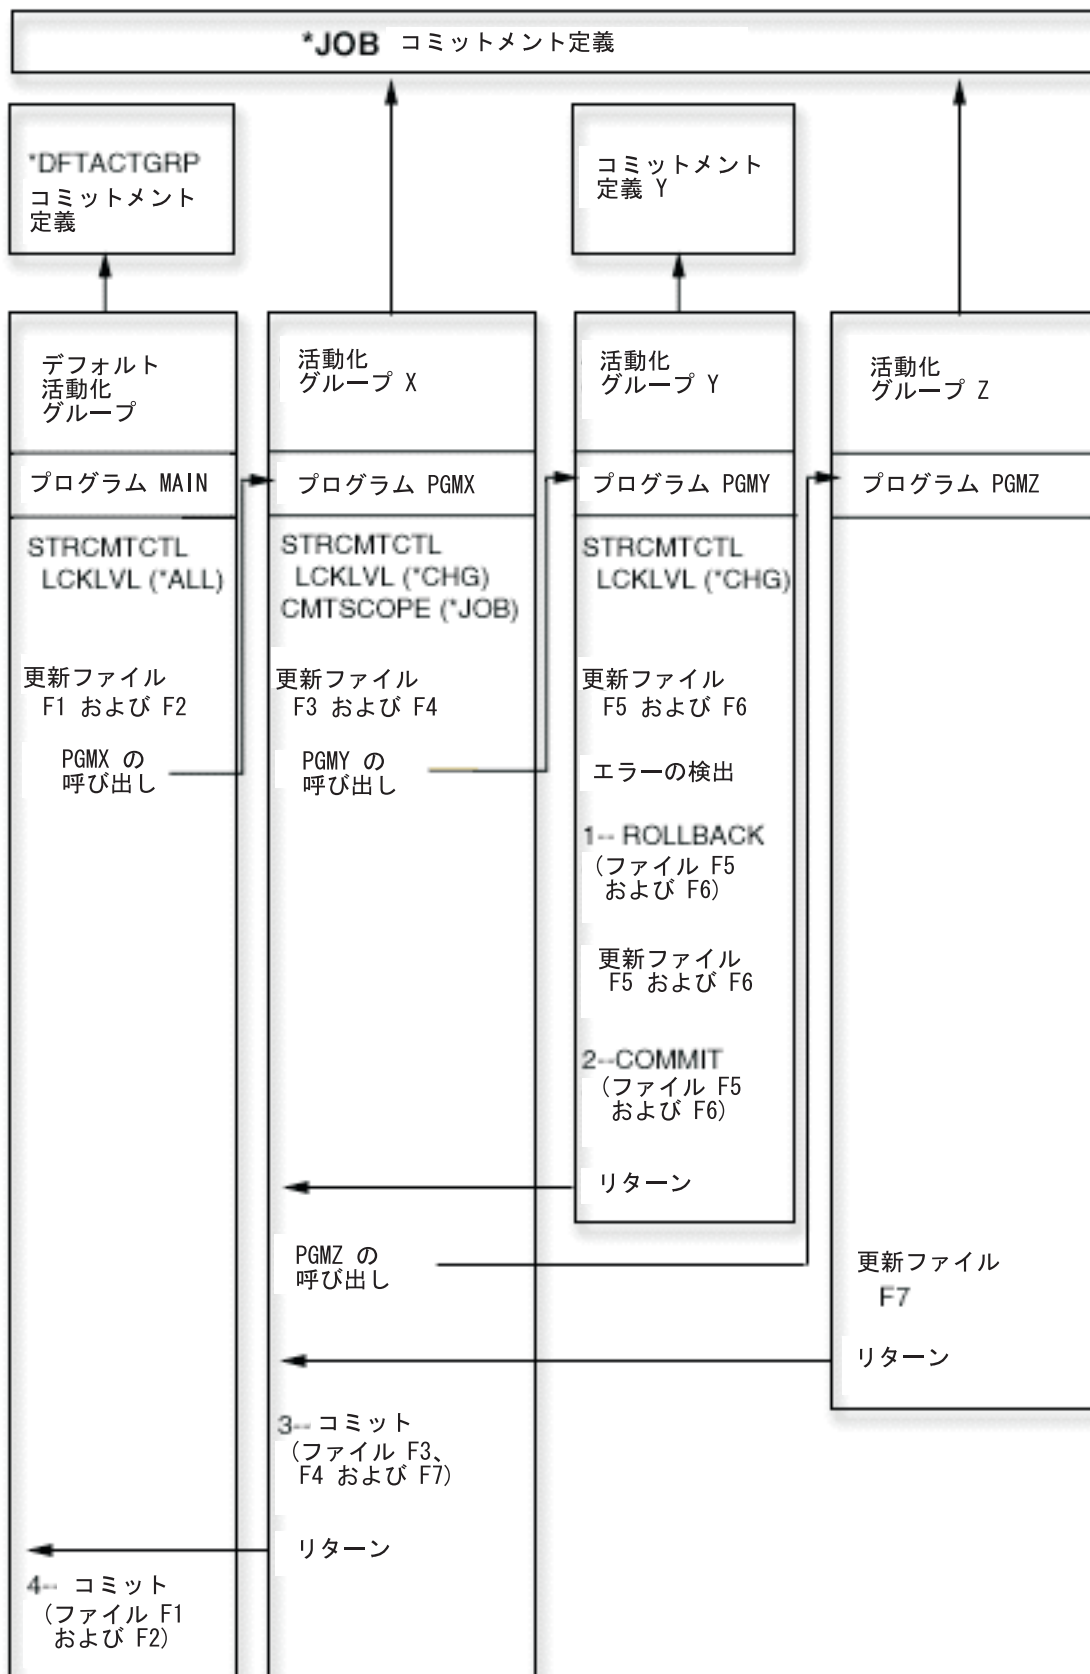 *JOB コミットメント定義
*DFTACTGRP
コミットメント
定義
コミットメント
定義 Y
デフォルト
活動化
グループ
プログラム MAIN
STRCMTCTL
LCKLVL (*ALL)
更新ファイル
F1 および F2
PGMX の
呼び出し
4-- コミット
(ファイル F1
および F2)
活動化
グループ X
プログラム PGMX
STRCMTCTL
LCKLVL (*CHG)
CMTSCOPE (*JOB)
更新ファイル
F3 および F4
PGMY の
呼び出し
PGMZ の
呼び出し
3-- コミット
(ファイル F3、
F4 および F7)
リターン
活動化
グループ Y
プログラム PGMY
STRCMTCTL
LCKLVL (*CHG)
更新ファイル
F5 および F6
エラーの検出
1-- ROLLBACK
(ファイル F5
および F6)
更新ファイル
F5 および F6
2--COMMIT
(ファイル F5
および F6)
リターン
活動化
グループ Z
プログラム PGMZ
更新ファイル
F7
リターン